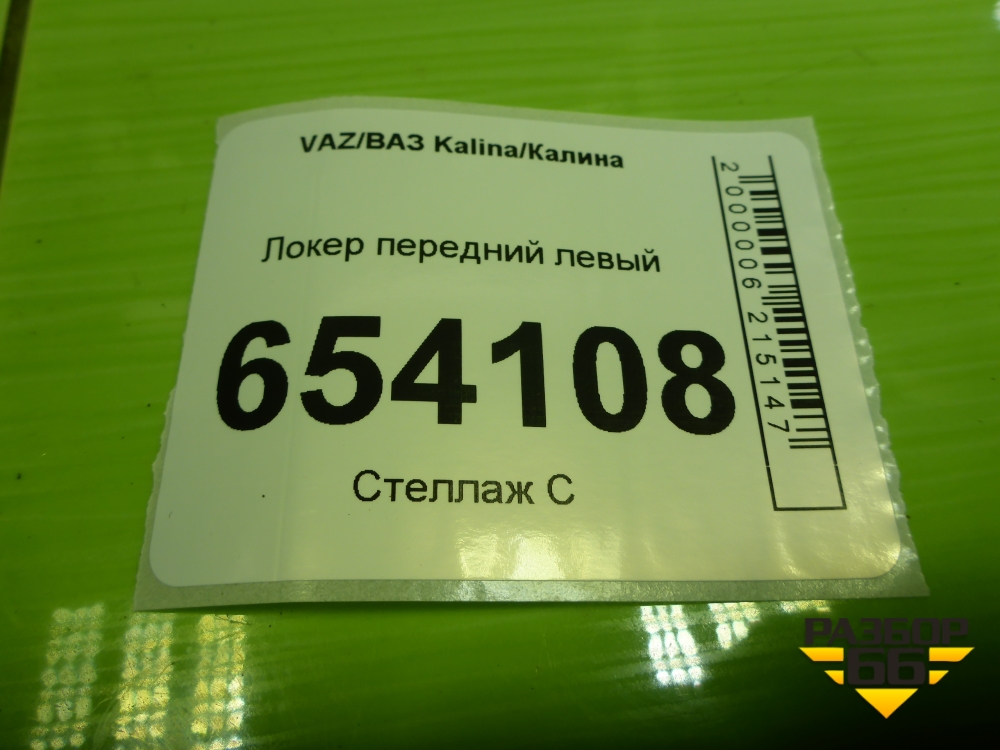 VAZ/ВАЗ Kalina/Калина
Локер передний левый
654108
Стеллаж С
2000006215147
РАЗБОР
66